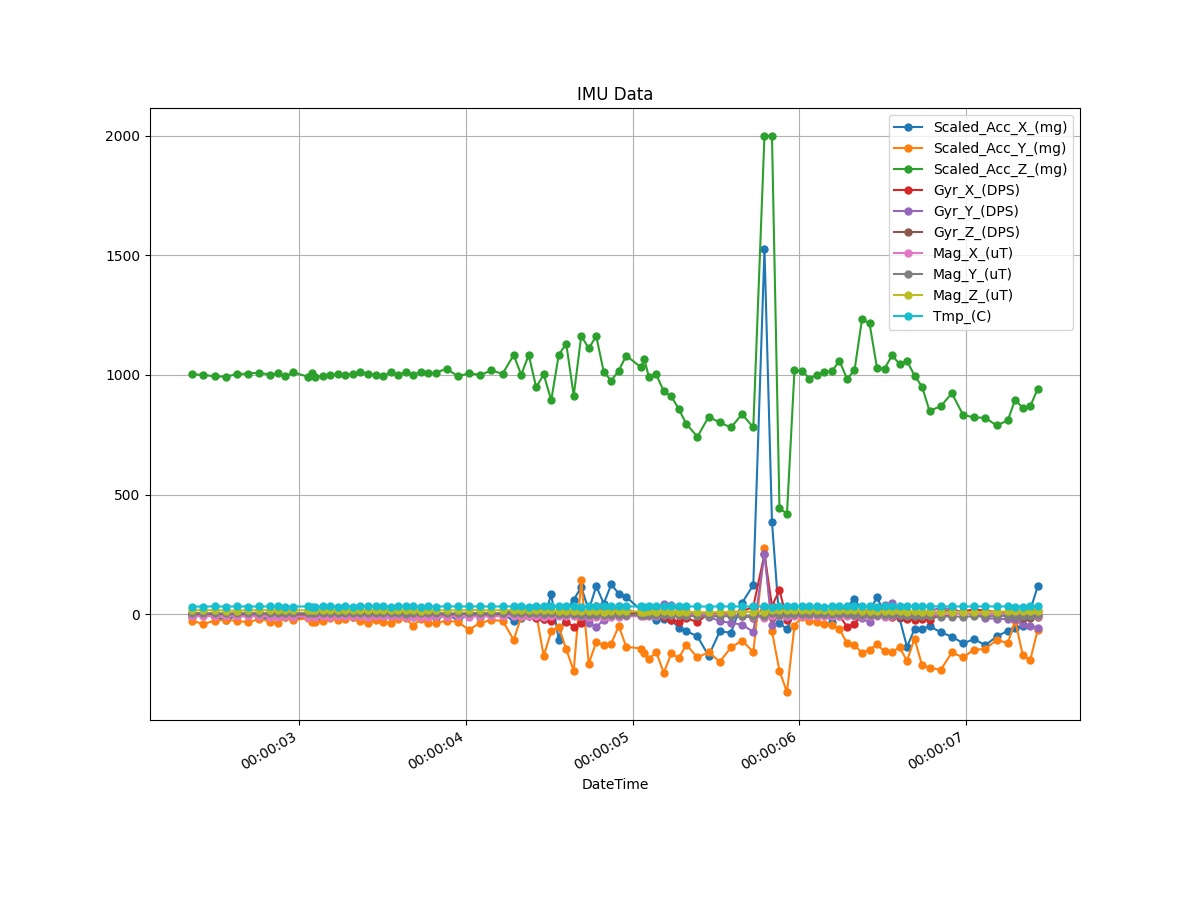 IMU Data
2000
1500
1000
500
0
Scaled_Acc_X_(mg)
Scaled_Acc_Y_(mg)
Scaled_Acc_Z_(mg)
Gyr_X_(DPS)
Gyr_Y_(DPS)
Gyr_Z_(DPS)
Mag_X_(uT)
Mag_Y_(uT)
Mag_Z_(uT)
Tmp_(C)
00:00:03
00:00:04
00:00:05
00:00:06
00:00:07
DateTime